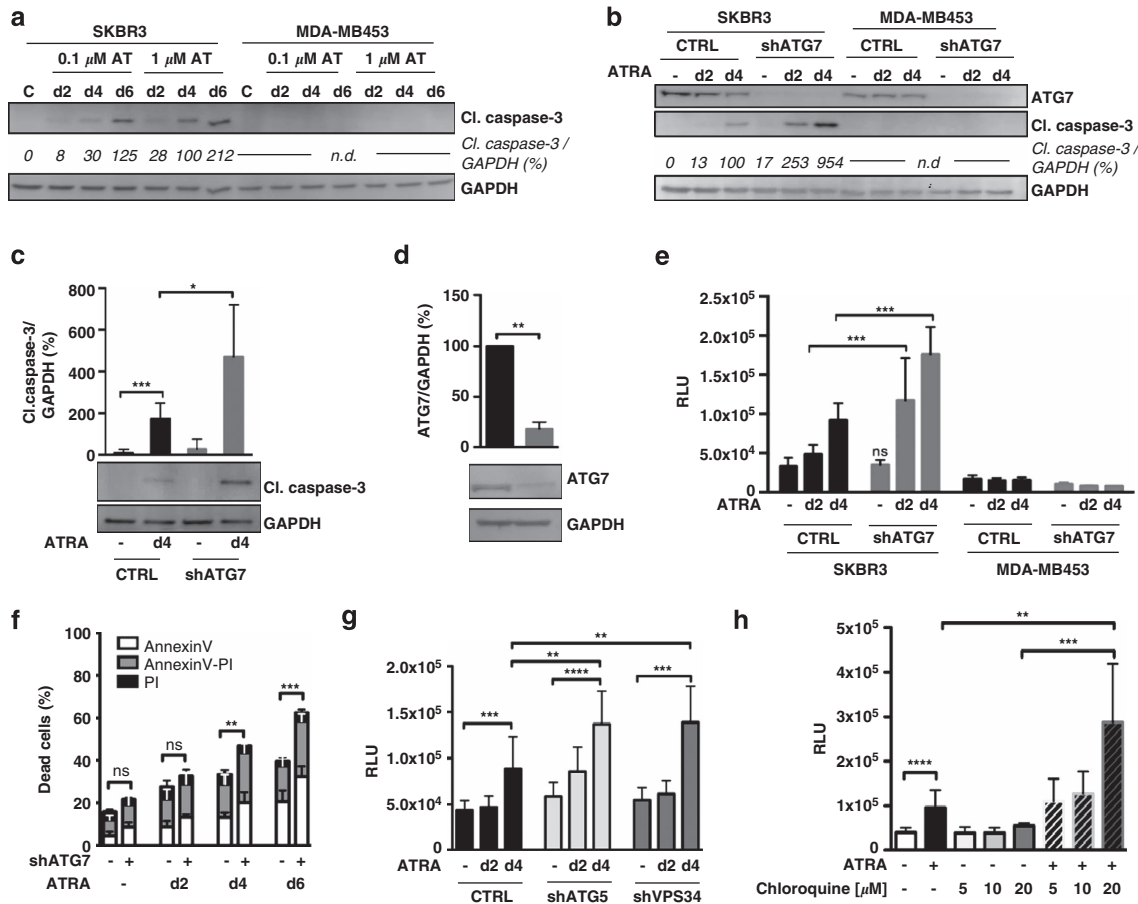 a
SKBR3 MDA-MB453
0.1 μM AT 1 μM AT 0.1 μM AT 1 μM AT
C d2 d4 d6 d2 d4 d6 C d2 d4 d6 d2 d4 d6
Cl. caspase-3
0 8 30 125 28 100 212 n.d. Cl. caspase-3 /
GAPDH (%)
GAPDH
b
SKBR3 MDA-MB453
CTRL shATG7 CTRL shATG7
ATRA - d2 d4 - d2 d4 - d2 d4 - d2 d4
ATG7
Cl. caspase-3
0 13 100 17 253 954 n.d Cl. caspase-3 /
GAPDH (%)
GAPDH
c
Cl.caspase-3/
GAPDH (%)
800
600
400
200
0
***
*
Cl. caspase-3
GAPDH
ATRA - d4 - d4
CTRL shATG7
d
ATG7/GAPDH (%)
150
100
50
0
**
ATG7
GAPDH
e
RLU
2.5x10⁵
2.0x10⁵
1.5x10⁵
1.0x10⁵
5.0x10⁴
0
***
***
ns
ATRA - d2 d4 - d2 d4 - d2 d4 - d2 d4
CTRL shATG7 CTRL shATG7
SKBR3 MDA-MB453
f
Dead cells (%)
100
80
60
40
20
0
AnnexinV
AnnexinV-PI
PI
ns ns ** ***
shATG7 - + - + - + - +
ATRA - d2 d4 d6
g
RLU
2.0x10⁵
1.5x10⁵
1.0x10⁵
5.0x10⁴
0
**
**
*** **** ***
ATRA - d2 d4 - d2 d4 - d2 d4
CTRL shATG5 shVPS34
h
RLU
5x10⁵
4x10⁵
3x10⁵
2x10⁵
1x10⁵
0
**
***
****
ATRA - + - - - + + +
Chloroquine [μM] - - 5 10 20 5 10 20